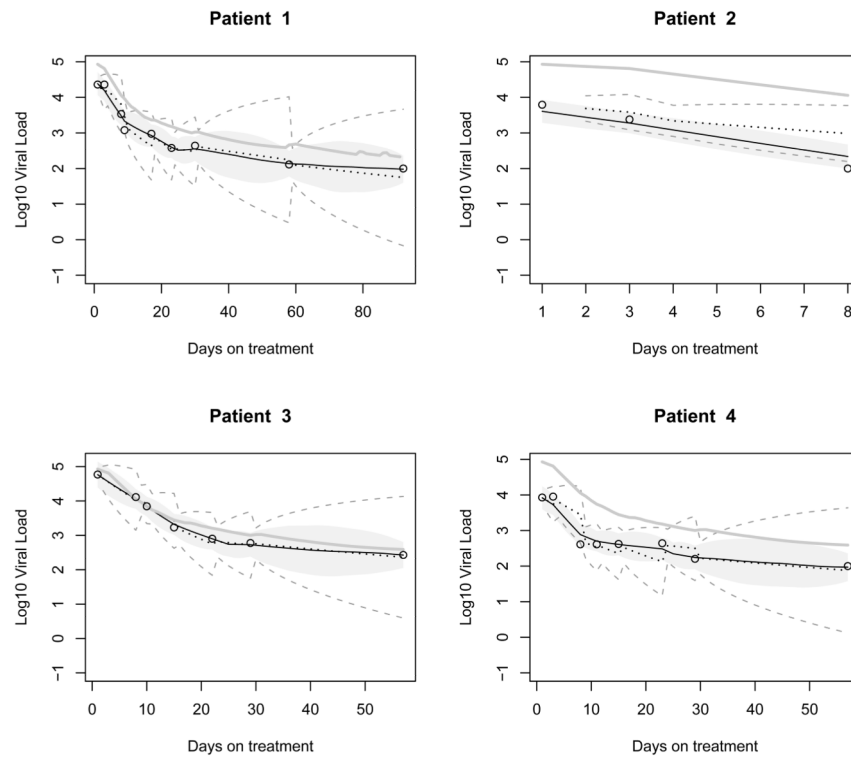 Patient 1
Log10 Viral Load
5
4
3
2
1
0
−1
0 20 40 60 80
Days on treatment
Patient 2
Log10 Viral Load
5
4
3
2
1
0
−1
1 2 3 4 5 6 7 8
Days on treatment
Patient 3
Log10 Viral Load
5
4
3
2
1
0
−1
0 10 20 30 40 50
Days on treatment
Patient 4
Log10 Viral Load
5
4
3
2
1
0
−1
0 10 20 30 40 50
Days on treatment